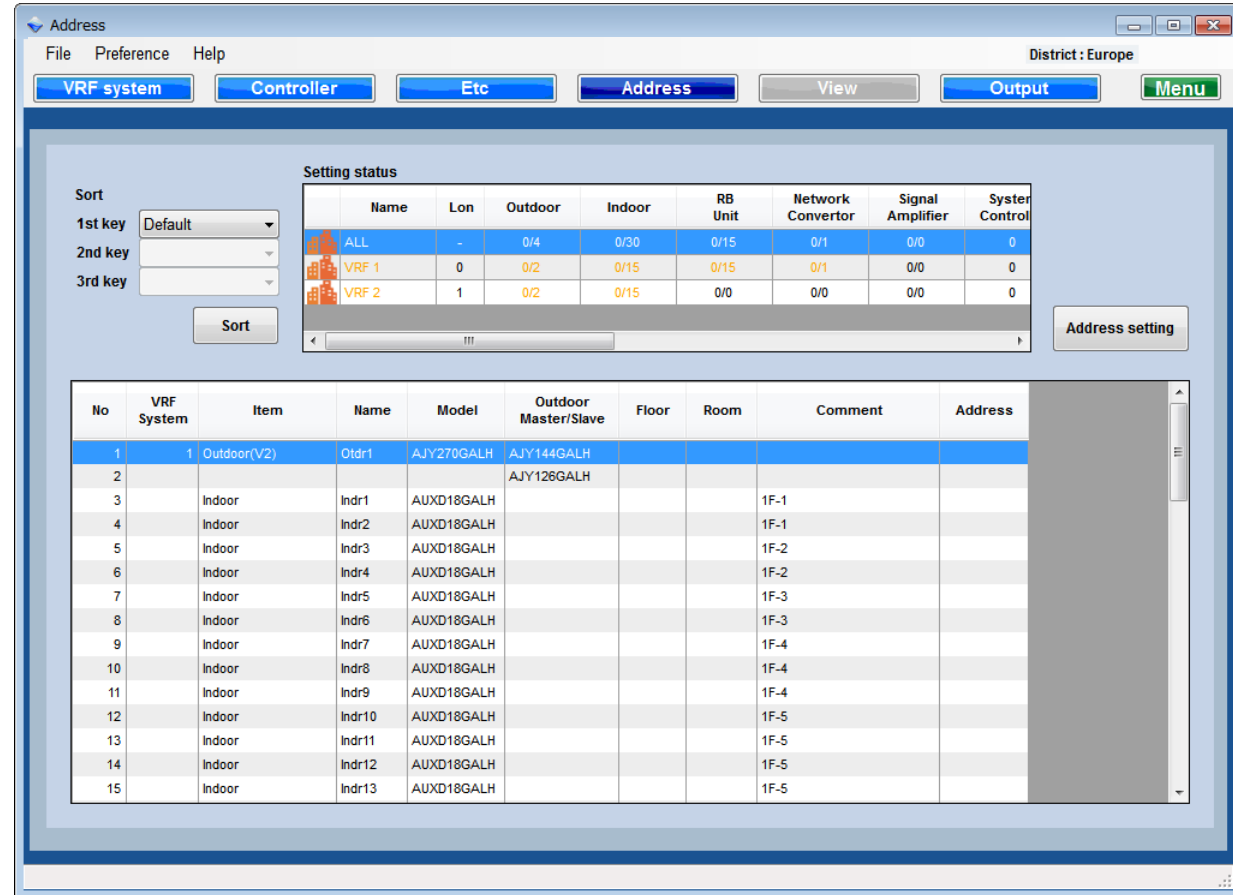 Address
File Preference Help District : Europe
VRF system Controller Etc Address View Output Menu
Setting status
Sort
1st key Default
2nd key
3rd key
Sort
Name Lon Outdoor Indoor RB Unit Network Convertor Signal Amplifier System Control
ALL - 0/4 0/30 0/15 0/1 0/0 0
VRF 1 0 0/2 0/15 0/15 0/1 0/0 0
VRF 2 1 0/2 0/15 0/0 0/0 0/0 0
Address setting
No VRF System Item Name Model Outdoor Master/Slave Floor Room Comment Address
1 1 Outdoor(V2) Otdr1 AJY270GALH AJY144GALH
2 AJY126GALH
3 Indoor Indr1 AUXD18GALH 1F-1
4 Indoor Indr2 AUXD18GALH 1F-1
5 Indoor Indr3 AUXD18GALH 1F-2
6 Indoor Indr4 AUXD18GALH 1F-2
7 Indoor Indr5 AUXD18GALH 1F-3
8 Indoor Indr6 AUXD18GALH 1F-3
9 Indoor Indr7 AUXD18GALH 1F-4
10 Indoor Indr8 AUXD18GALH 1F-4
11 Indoor Indr9 AUXD18GALH 1F-4
12 Indoor Indr10 AUXD18GALH 1F-5
13 Indoor Indr11 AUXD18GALH 1F-5
14 Indoor Indr12 AUXD18GALH 1F-5
15 Indoor Indr13 AUXD18GALH 1F-5